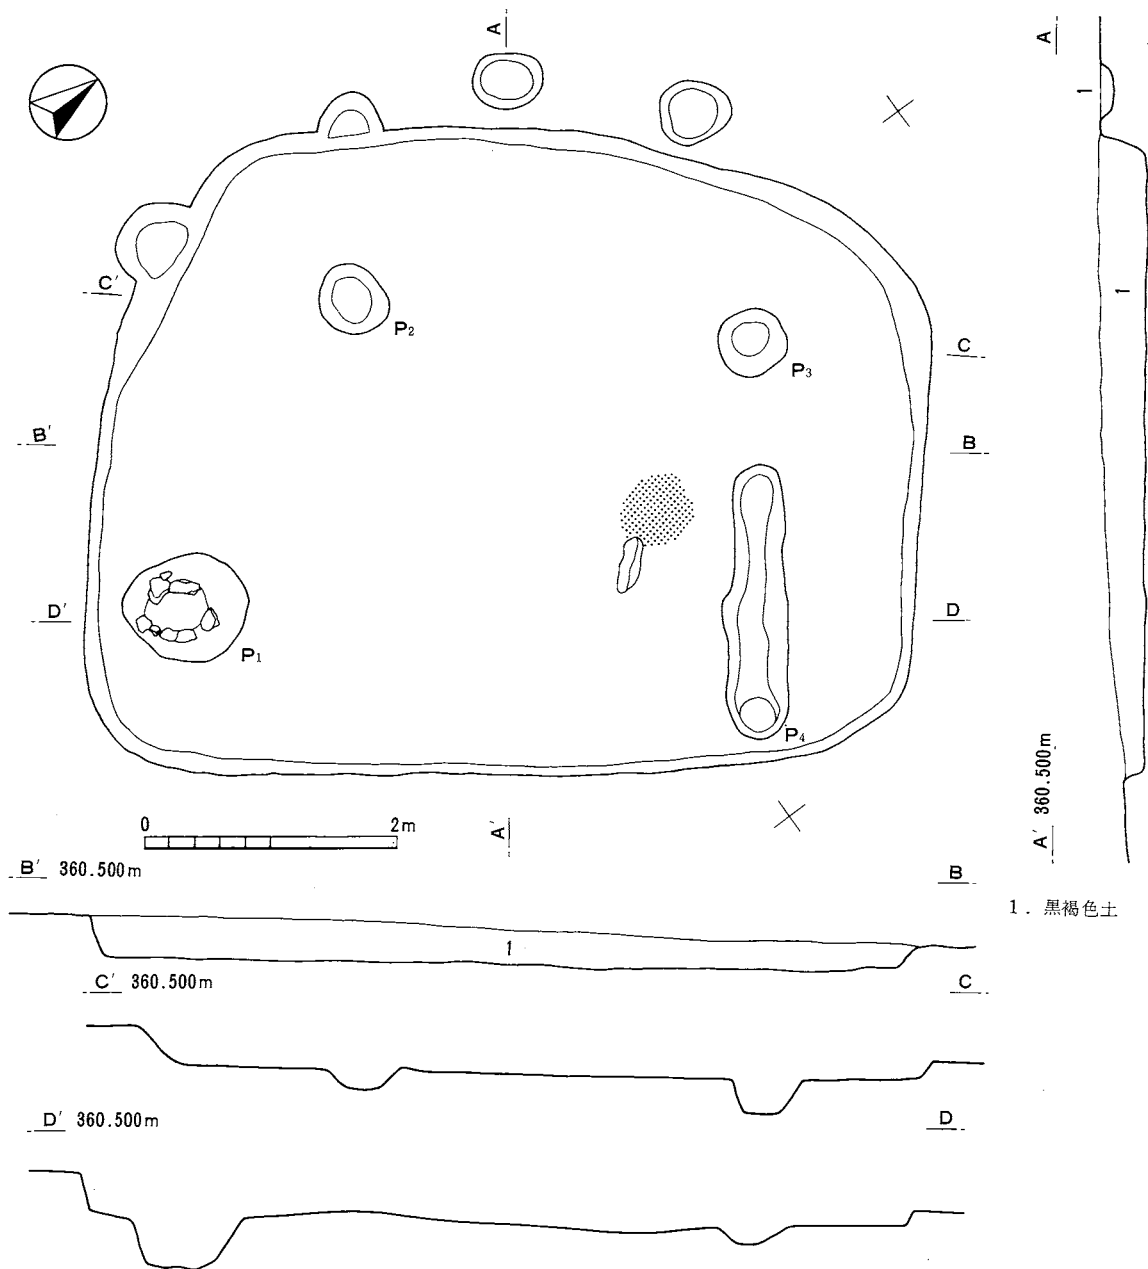 A
A
1
C′
P₂
C
P₃
B′
B
1
D′
D
P₁
P₄
0 2m
A′
A′ 360.500m
B′ 360.500m
B
1. 黒褐色土
1
C′ 360.500m
C
D′ 360.500m
D